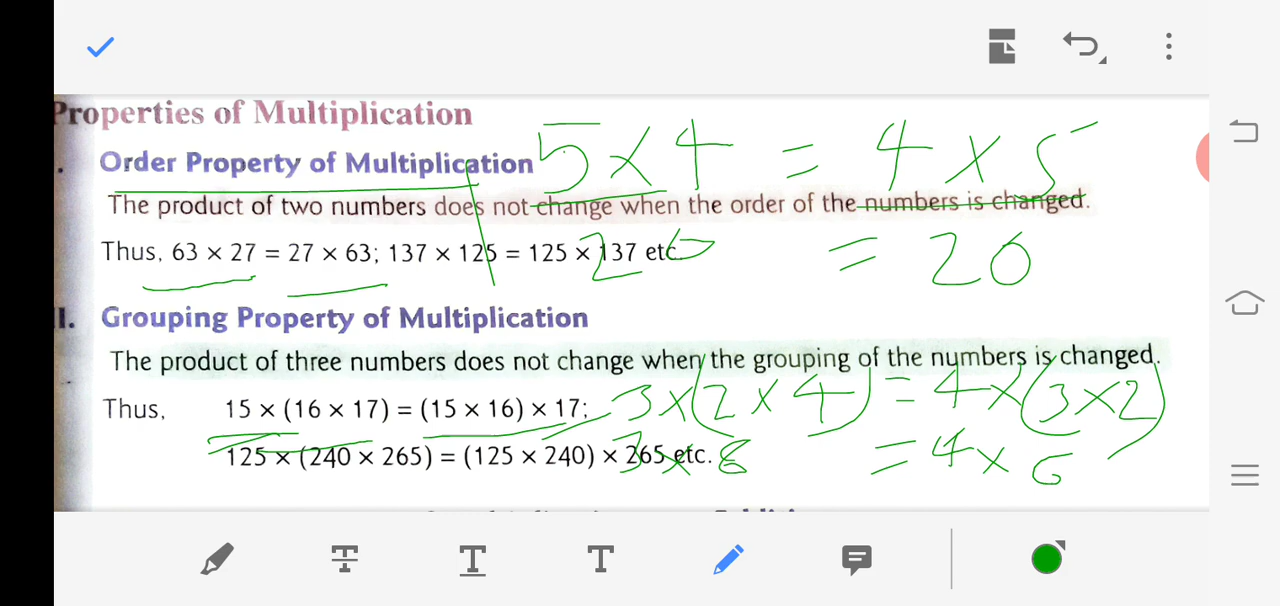 Properties of Multiplication
Order Property of Multiplication 5 × 4 = 4 × 5
The product of two numbers does not change when the order of the numbers is changed.
Thus, 63 × 27 = 27 × 63; 137 × 125 = 125 × 137 etc.
20 = 20
II. Grouping Property of Multiplication
The product of three numbers does not change when the grouping of the numbers is changed.
Thus, 15 × (16 × 17) = (15 × 16) × 17;
3 × (2 × 4) = 4 × (3 × 2)
125 × (240 × 265) = (125 × 240) × 265 etc.
3 × 8 = 4 × 6
T T T